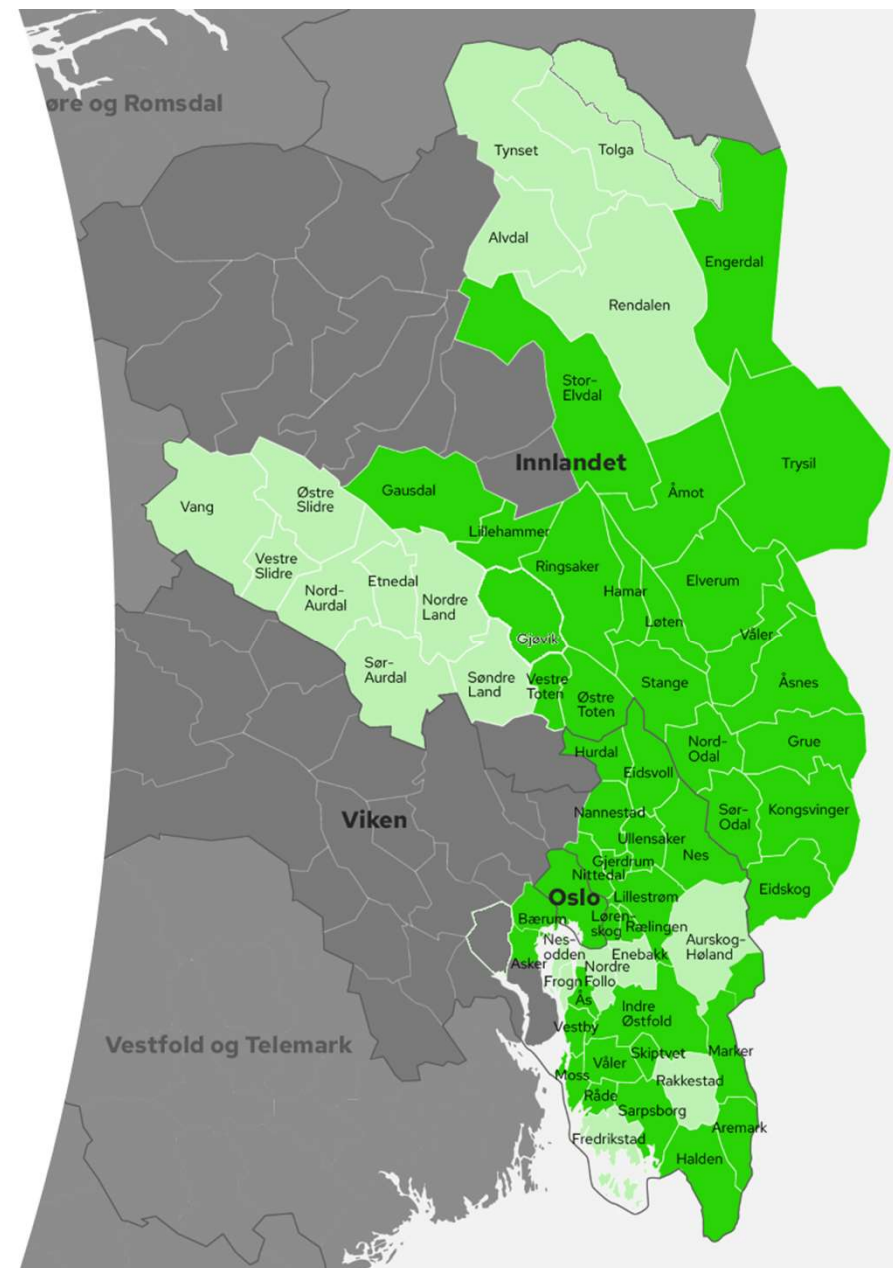 øre og Romsdal
Tynset
Tolga
Alvdal
Engerdal
Rendalen
Stor-
Elvdal
Innlandet
Trysil
Østre
Slidre
Gausdal
Åmot
Vang
Lillehammer
Vestre
Slidre
Etnedal
Ringsaker
Elverum
Nord-
Aurdal
Nordre
Land
Hamar
Løten
Våler
Gjøvik
Sør-
Aurdal
Søndre
Land
Vestre
Toten
Østre
Toten
Stange
Åsnes
Hurdal
Eidsvoll
Nord-
Odal
Grue
Viken
Nannestad
Sør-
Odal
Kongsvinger
Ullensaker
Nes
Gjerdrum
Nittedal
Eidskog
Oslo
Lillestrøm
Bærum
Løren-
skog
Rælingen
Aurskog-
Høland
Nes-
odden
Enebakk
Asker
Nordre
Follo
Frogn
Ås
Indre
Østfold
Vestby
Vestfold og Telemark
Skiptvet
Marker
Våler
Moss
Rakkestad
Råde
Sarpsborg
Aremark
Fredrikstad
Halden